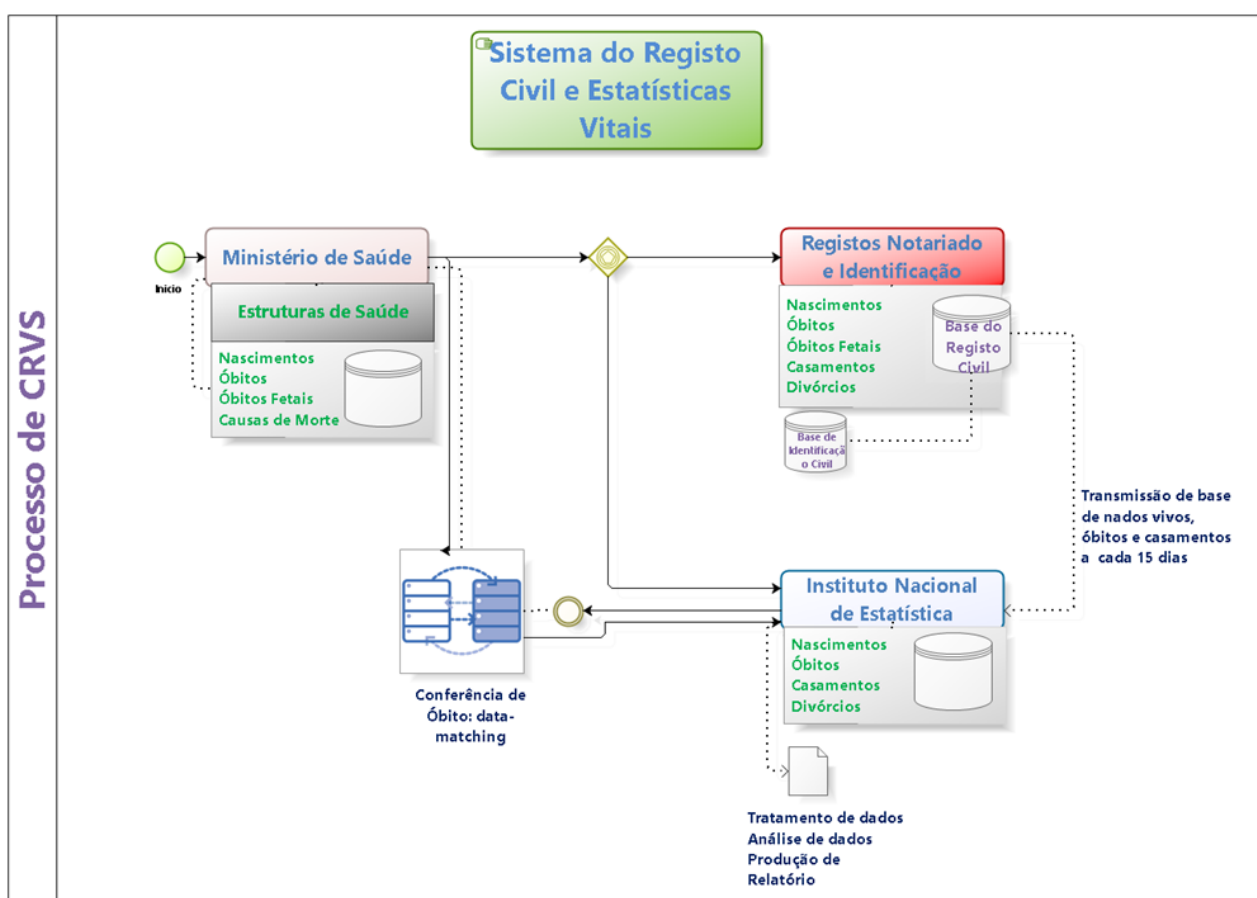 Processo de CRVS
Sistema do Registo
Civil e Estatísticas
Vitais
Início
Ministério de Saúde
Estruturas de Saúde
Nascimentos
Óbitos
Óbitos Fetais
Causas de Morte
Registos Notariado
e Identificação
Nascimentos
Óbitos
Óbitos Fetais
Casamentos
Divórcios
Base do
Registo
Civil
Base de
Identificaçã
o Civil
Transmissão de base
de nados vivos,
óbitos e casamentos
a cada 15 dias
Instituto Nacional
de Estatística
Nascimentos
Óbitos
Casamentos
Divórcios
Conferência de
Óbito: data-
matching
Tratamento de dados
Análise de dados
Produção de
Relatório